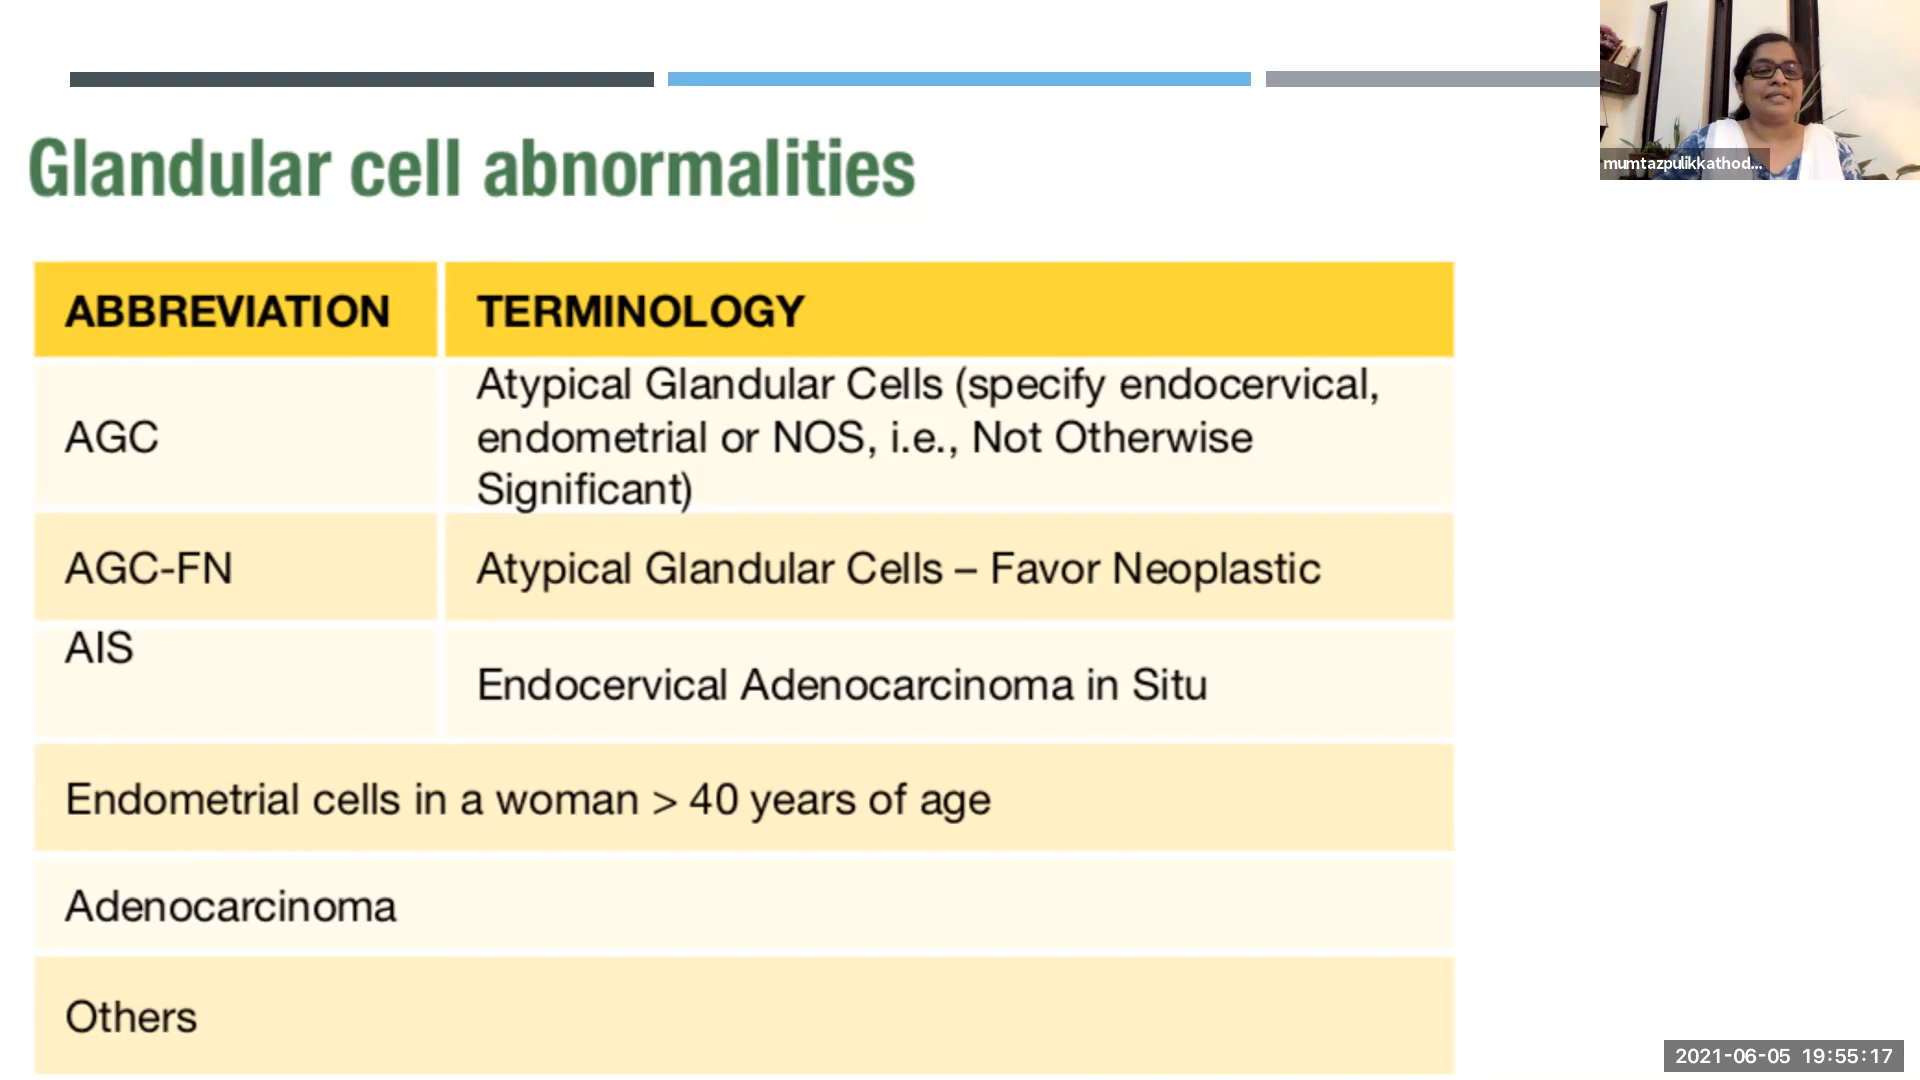 mumtazpulikkathod...
Glandular cell abnormalities
ABBREVIATION
TERMINOLOGY
AGC
Atypical Glandular Cells (specify endocervical,
endometrial or NOS, i.e., Not Otherwise
Significant)
AGC-FN
Atypical Glandular Cells – Favor Neoplastic
AIS
Endocervical Adenocarcinoma in Situ
Endometrial cells in a woman > 40 years of age
Adenocarcinoma
Others
2021-06-05 19:55:17